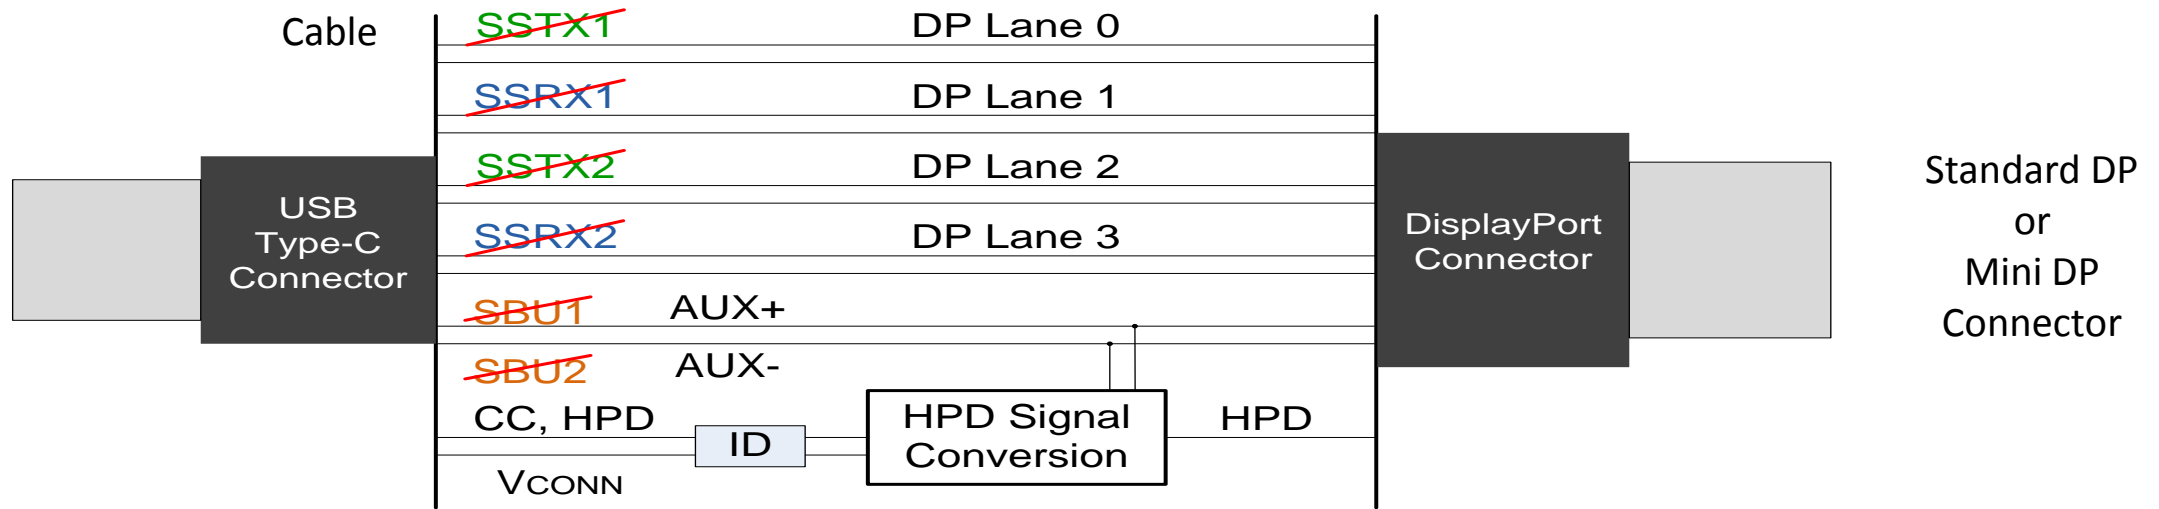 Cable
SSTX1 DP Lane 0
SSRX1 DP Lane 1
SSTX2 DP Lane 2
SSRX2 DP Lane 3
USB
Type-C
Connector
DisplayPort
Connector
Standard DP
or
Mini DP
Connector
SBU1 AUX+
SBU2 AUX-
CC, HPD
ID
HPD Signal
Conversion
HPD
VCONN